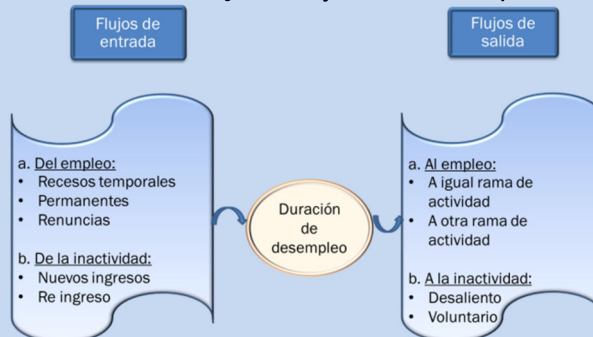 Flujos de
entrada
Flujos de
salida
a. Del empleo:
• Recesos temporales
• Permanentes
• Renuncias
b. De la inactividad:
• Nuevos ingresos
• Re ingreso
Duración
de
desempleo
a. Al empleo:
• A igual rama de
actividad
• A otra rama de
actividad
b. A la inactividad:
• Desaliento
• Voluntario